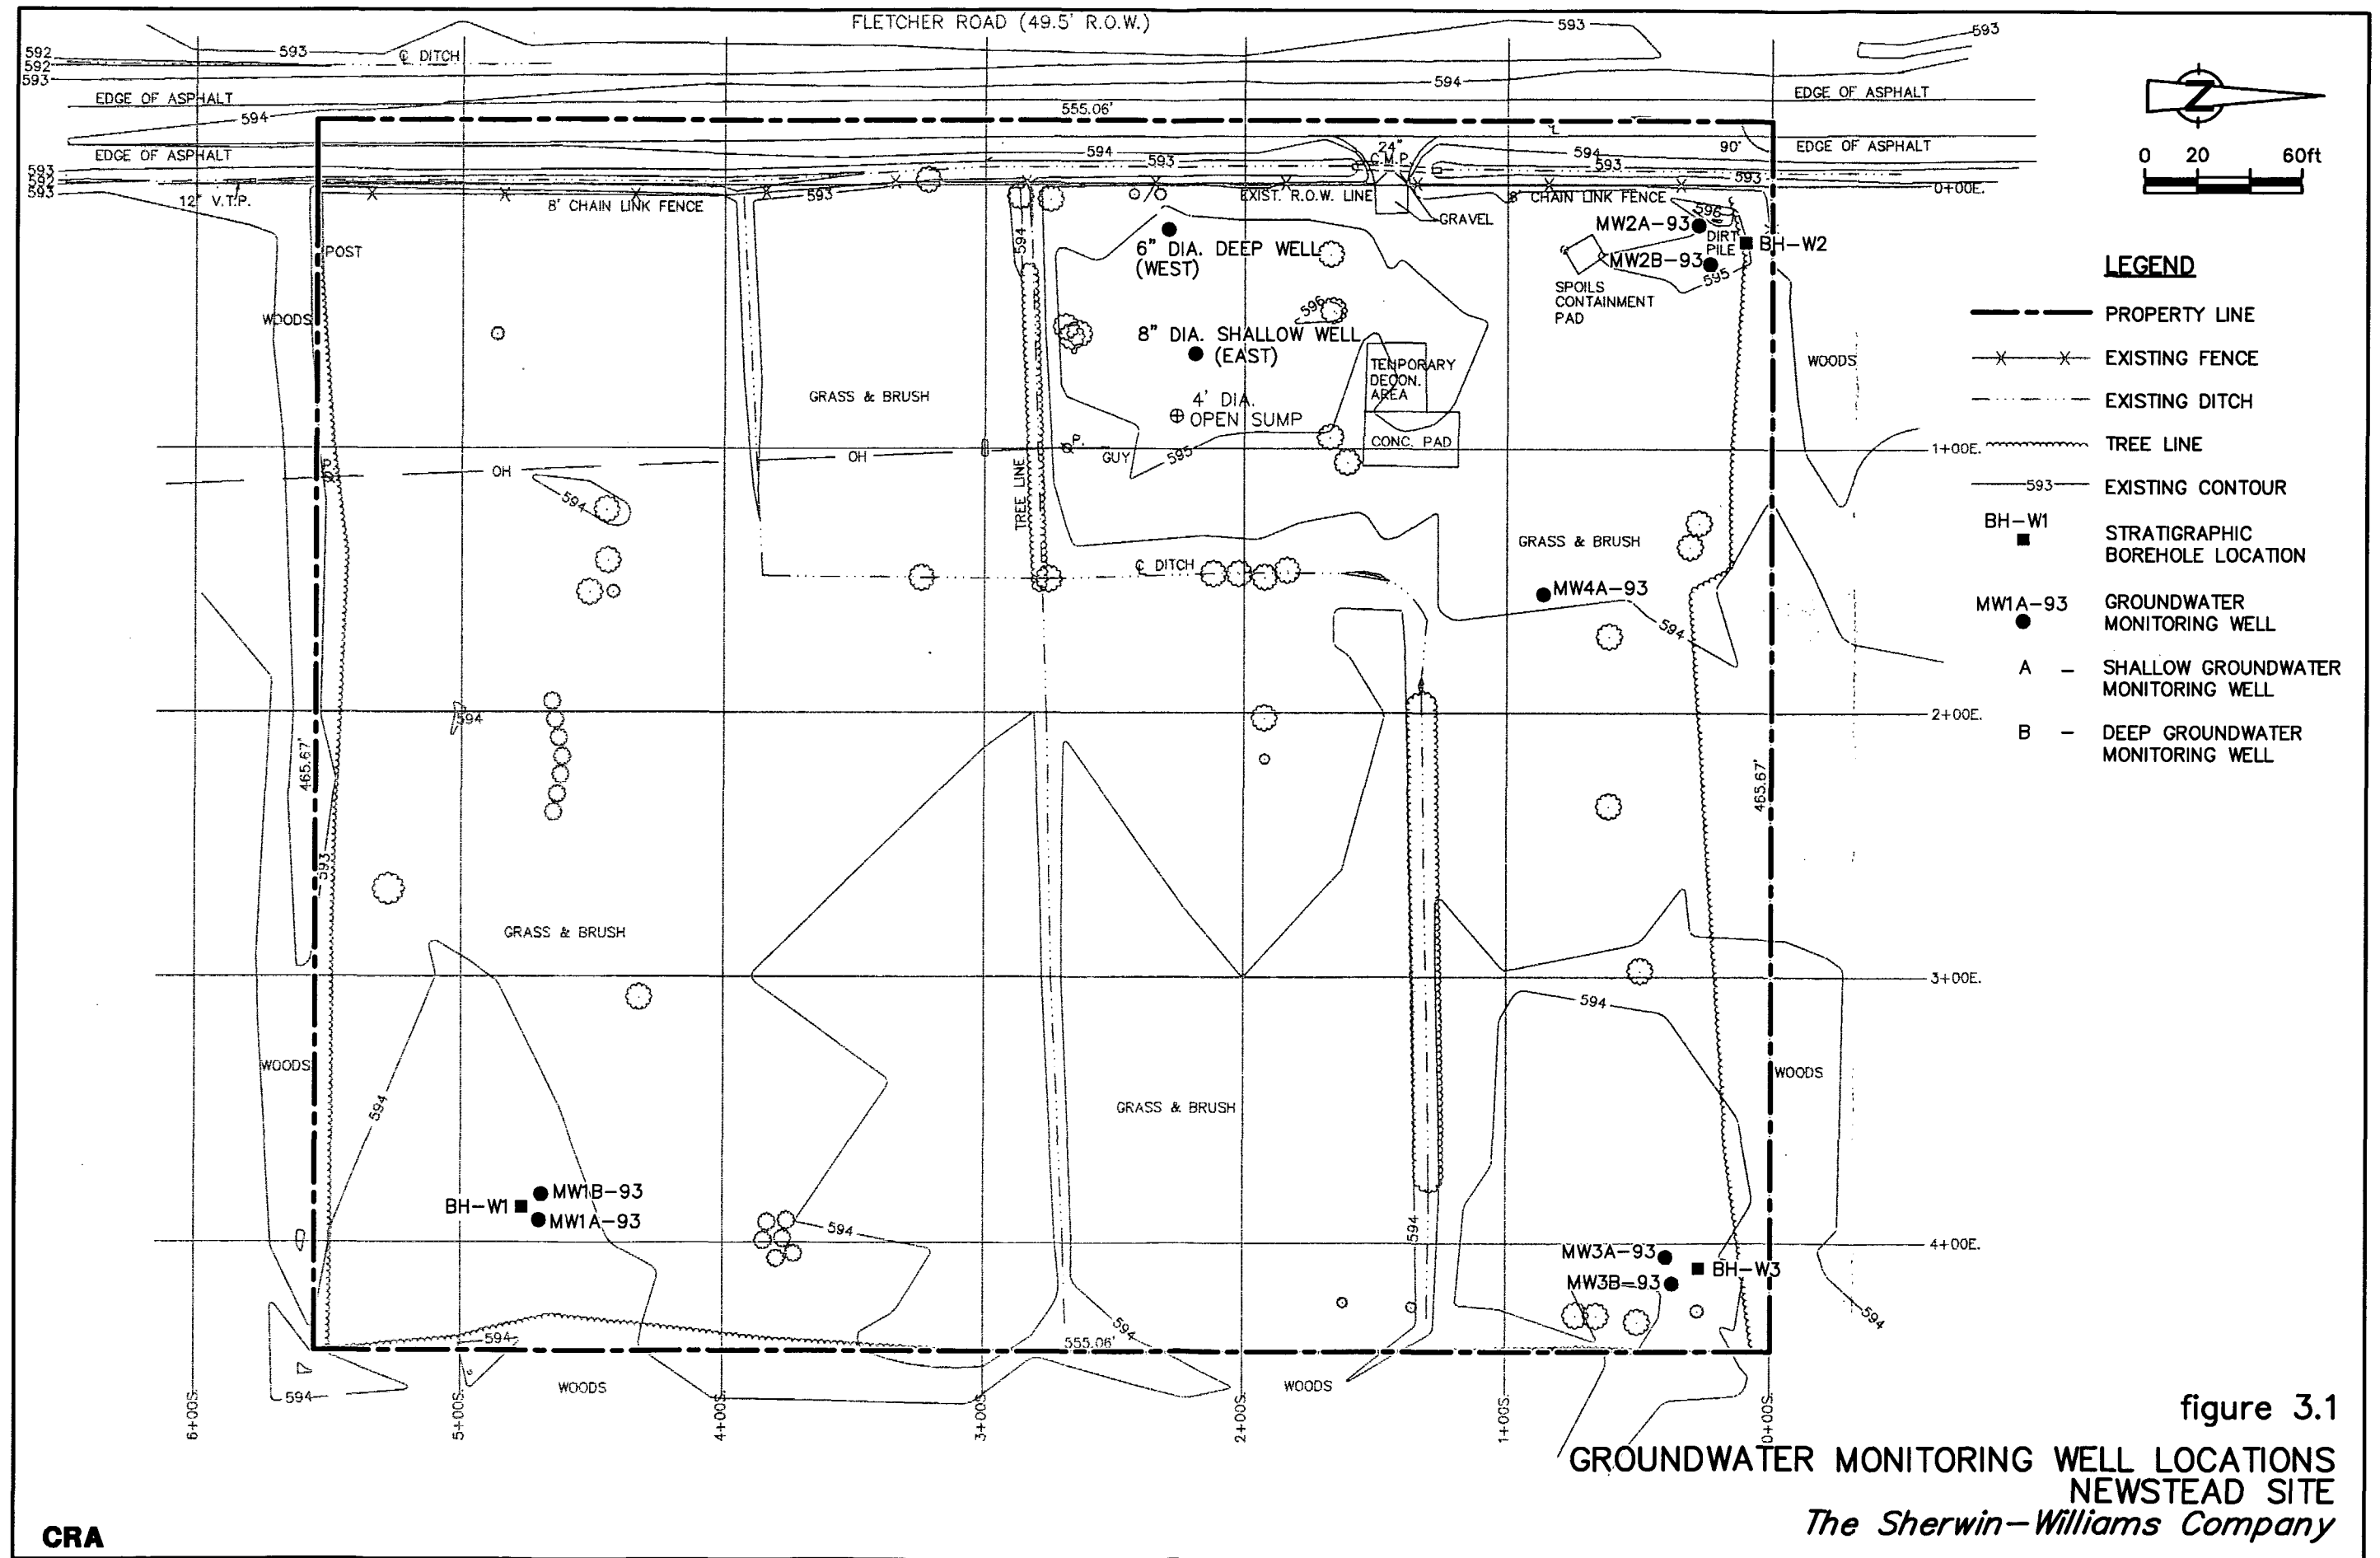 FLETCHER ROAD (49.5' R.O.W.)
593
593
593
592
592
593
℄ DITCH
594
EDGE OF ASPHALT
EDGE OF ASPHALT
555.06'
594
EDGE OF ASPHALT
EDGE OF ASPHALT
90'
24"
C.M.P.
594
593
594
593
593
593
593
593
12" V.T.P.
8' CHAIN LINK FENCE
593
EXIST. R.O.W. LINE
8' CHAIN LINK FENCE
GRAVEL
0+00E.
0 20 60ft
POST
594
6" DIA. DEEP WELL
(WEST)
MW2A-93
596
DIRT
PILE
BH-W2
MW2B-93
595
SPOILS
CONTAINMENT
PAD
WOODS
596
8" DIA. SHALLOW WELL
(EAST)
TEMPORARY
DECON.
AREA
WOODS
GRASS & BRUSH
4' DIA.
OPEN SUMP
CONC. PAD
P.
GUY
595
1+00E.
P.
OH
OH
594
TREE LINE
GRASS & BRUSH
℄ DITCH
MW4A-93
594
594
2+00E.
465.67'
465.67'
593
GRASS & BRUSH
3+00E.
594
WOODS
WOODS
594
GRASS & BRUSH
BH-W1
MW1B-93
MW1A-93
594
594
4+00E.
MW3A-93
BH-W3
MW3B-93
594
594
594
555.06'
594
WOODS
WOODS
6+00S.
5+00S.
4+00S.
3+00S.
2+00S.
1+00S.
0+00S.
LEGEND
PROPERTY LINE
EXISTING FENCE
EXISTING DITCH
TREE LINE
593 EXISTING CONTOUR
BH-W1 STRATIGRAPHIC
BOREHOLE LOCATION
MW1A-93 GROUNDWATER
MONITORING WELL
A - SHALLOW GROUNDWATER
MONITORING WELL
B - DEEP GROUNDWATER
MONITORING WELL
figure 3.1
GROUNDWATER MONITORING WELL LOCATIONS
NEWSTEAD SITE
The Sherwin-Williams Company
CRA